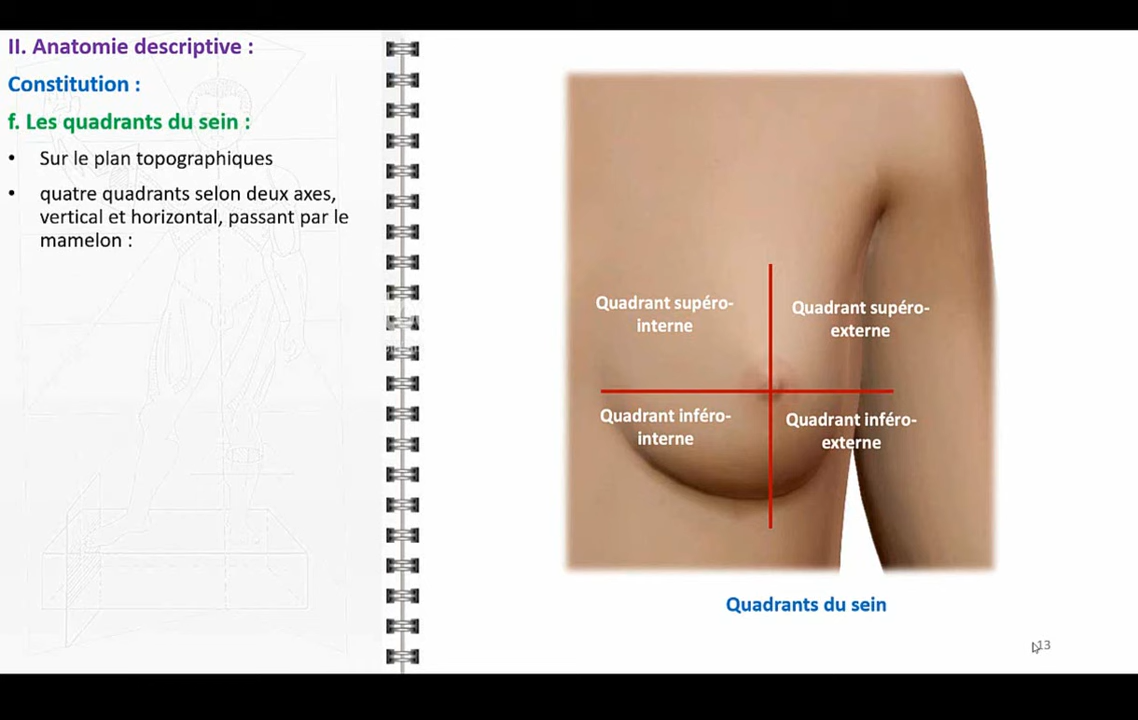 II. Anatomie descriptive :
Constitution :
f. Les quadrants du sein :
• Sur le plan topographiques
• quatre quadrants selon deux axes,
vertical et horizontal, passant par le
mamelon :
Quadrant supéro-
interne
Quadrant supéro-
externe
Quadrant inféro-
interne
Quadrant inféro-
externe
Quadrants du sein
13